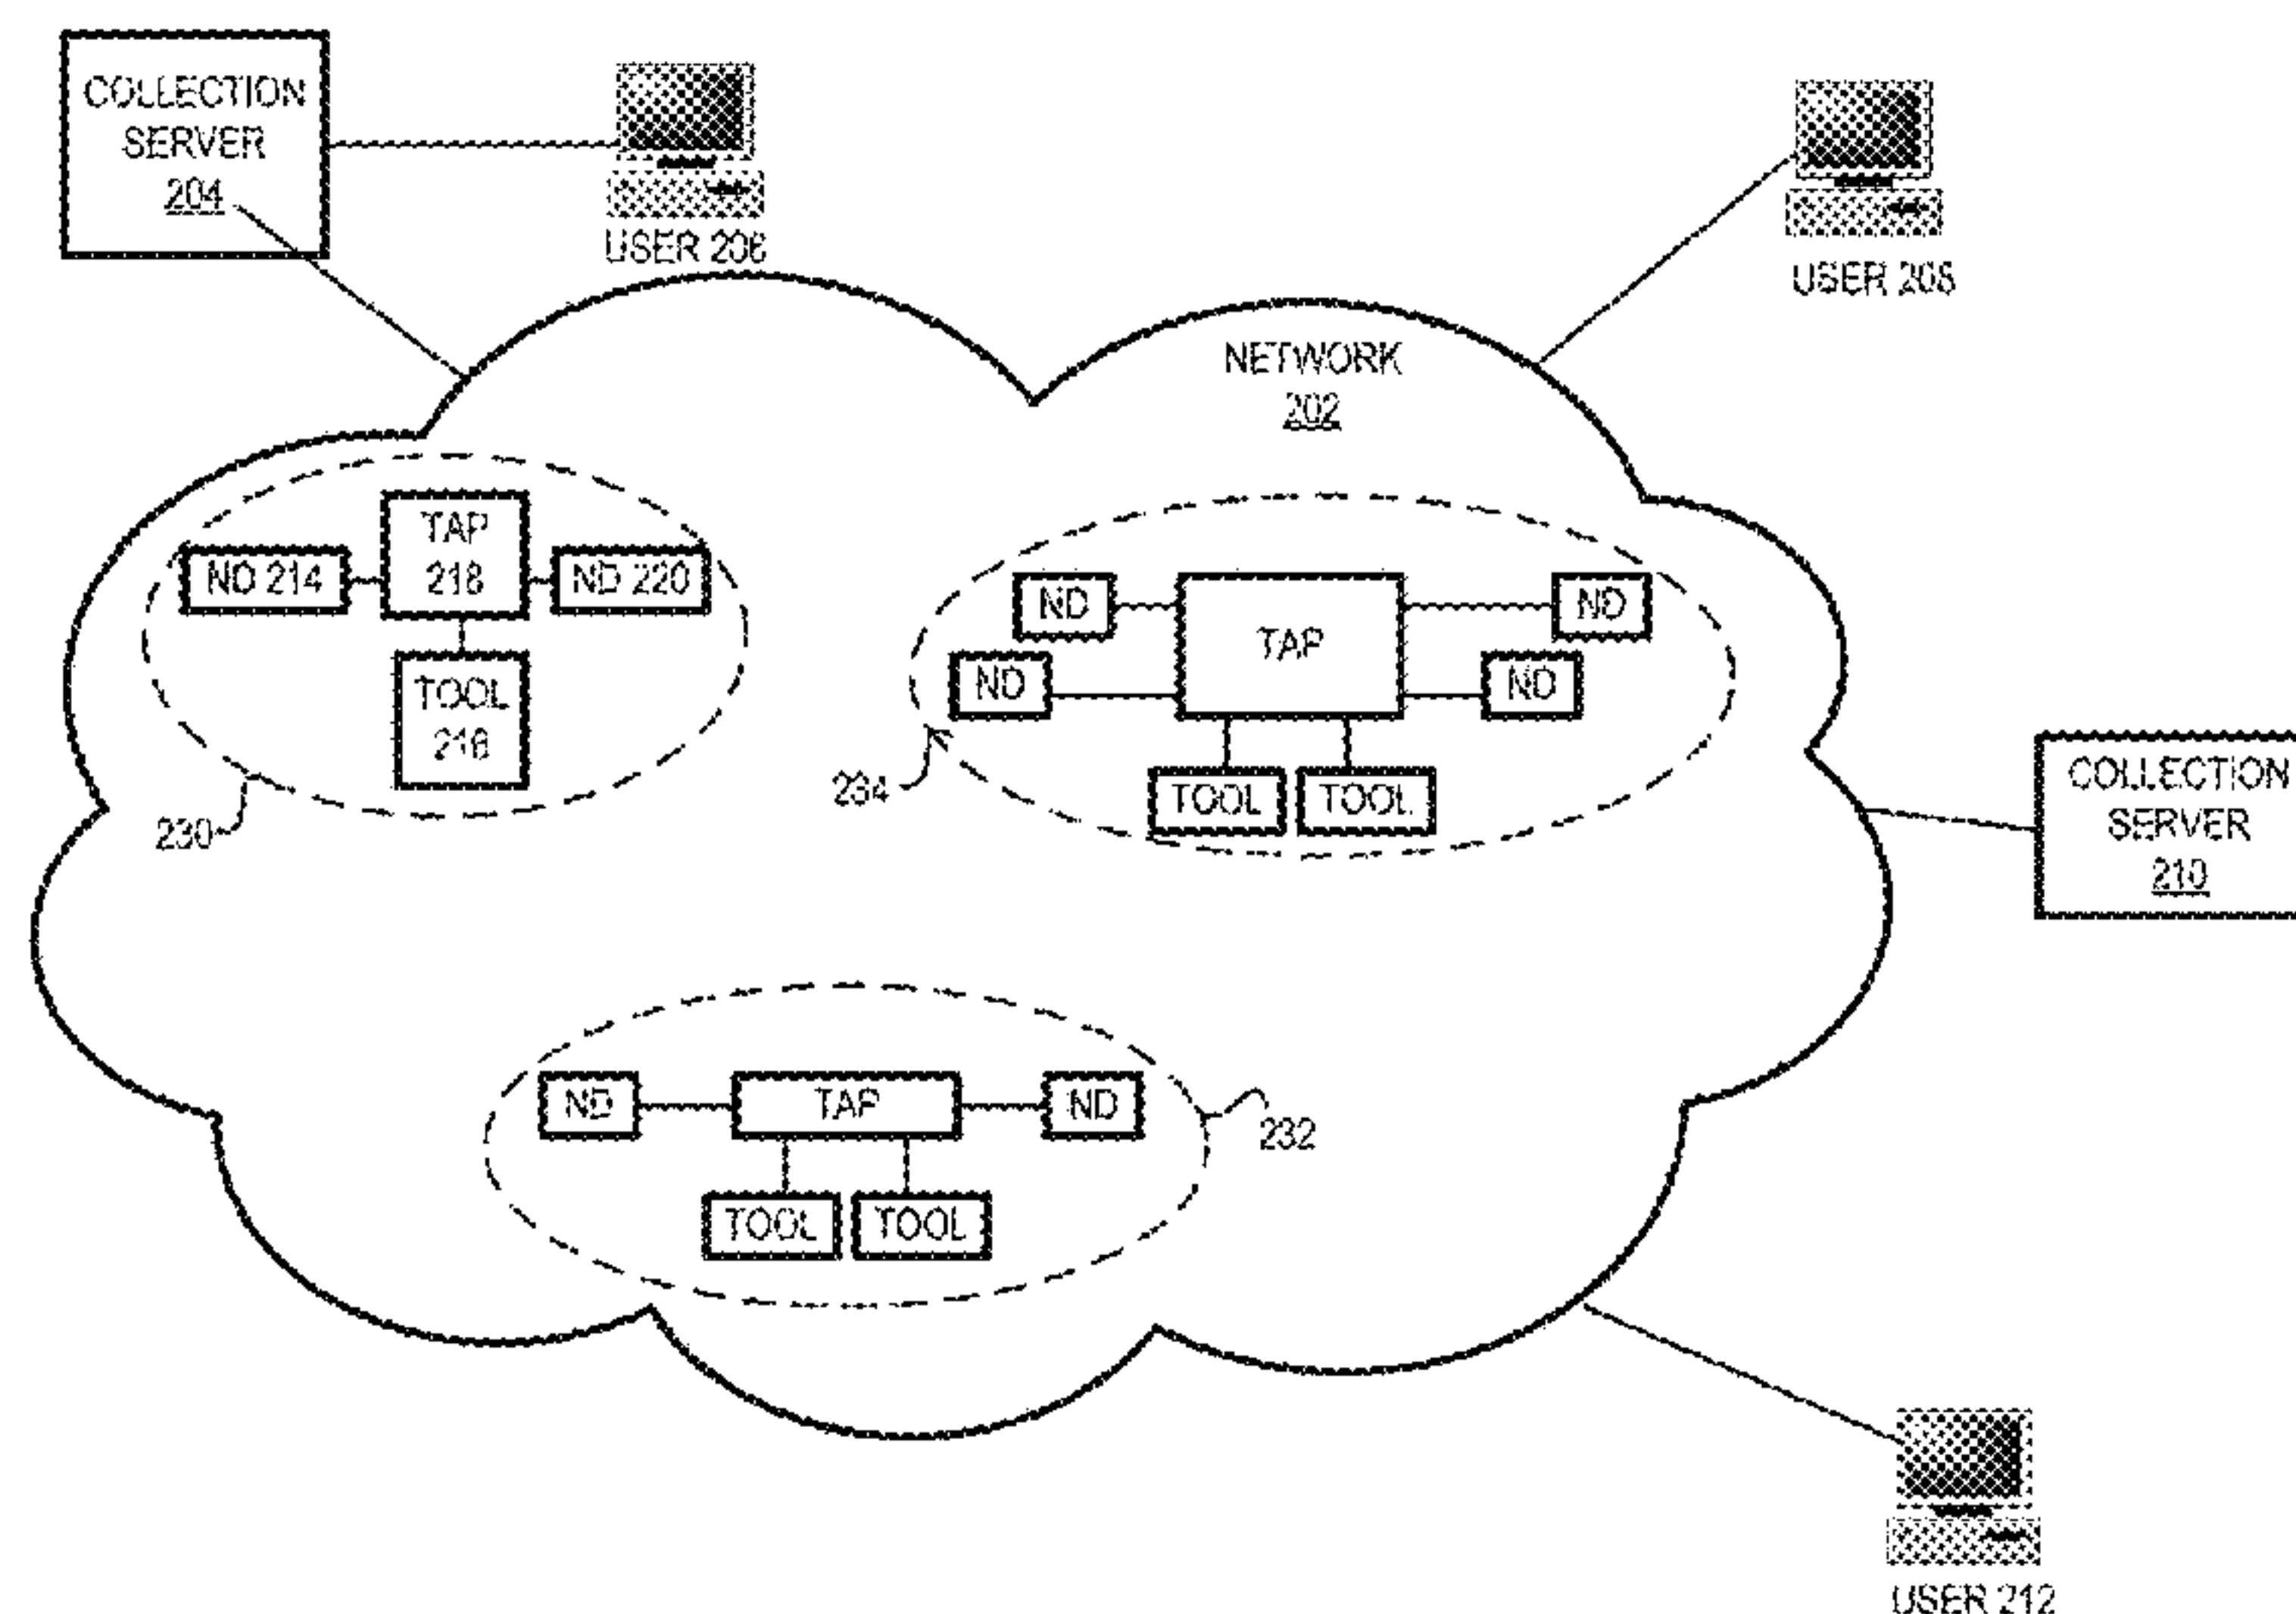 COLLECTION
SERVER
204
USER 206
USER 208
NETWORK
202
TAP
218
ND 214
ND 220
TOOL
216
230
ND
ND
TAP
ND
ND
TOOL
TOOL
234
COLLECTION
SERVER
210
ND
TAP
ND
TOOL
TOOL
232
USER 212